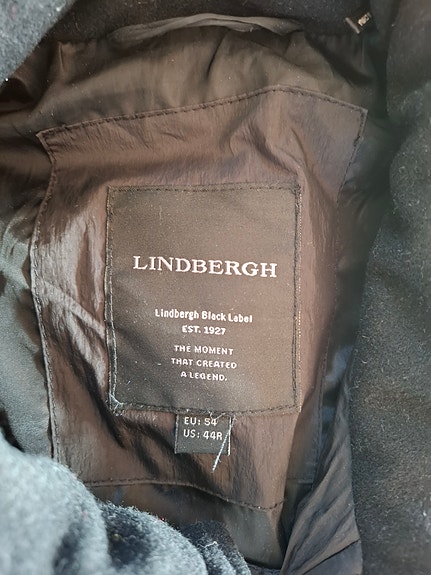 LINDBERGH
Lindbergh Black Label
EST. 1927
THE MOMENT
THAT CREATED
A LEGEND.
EU: 54
US: 44R